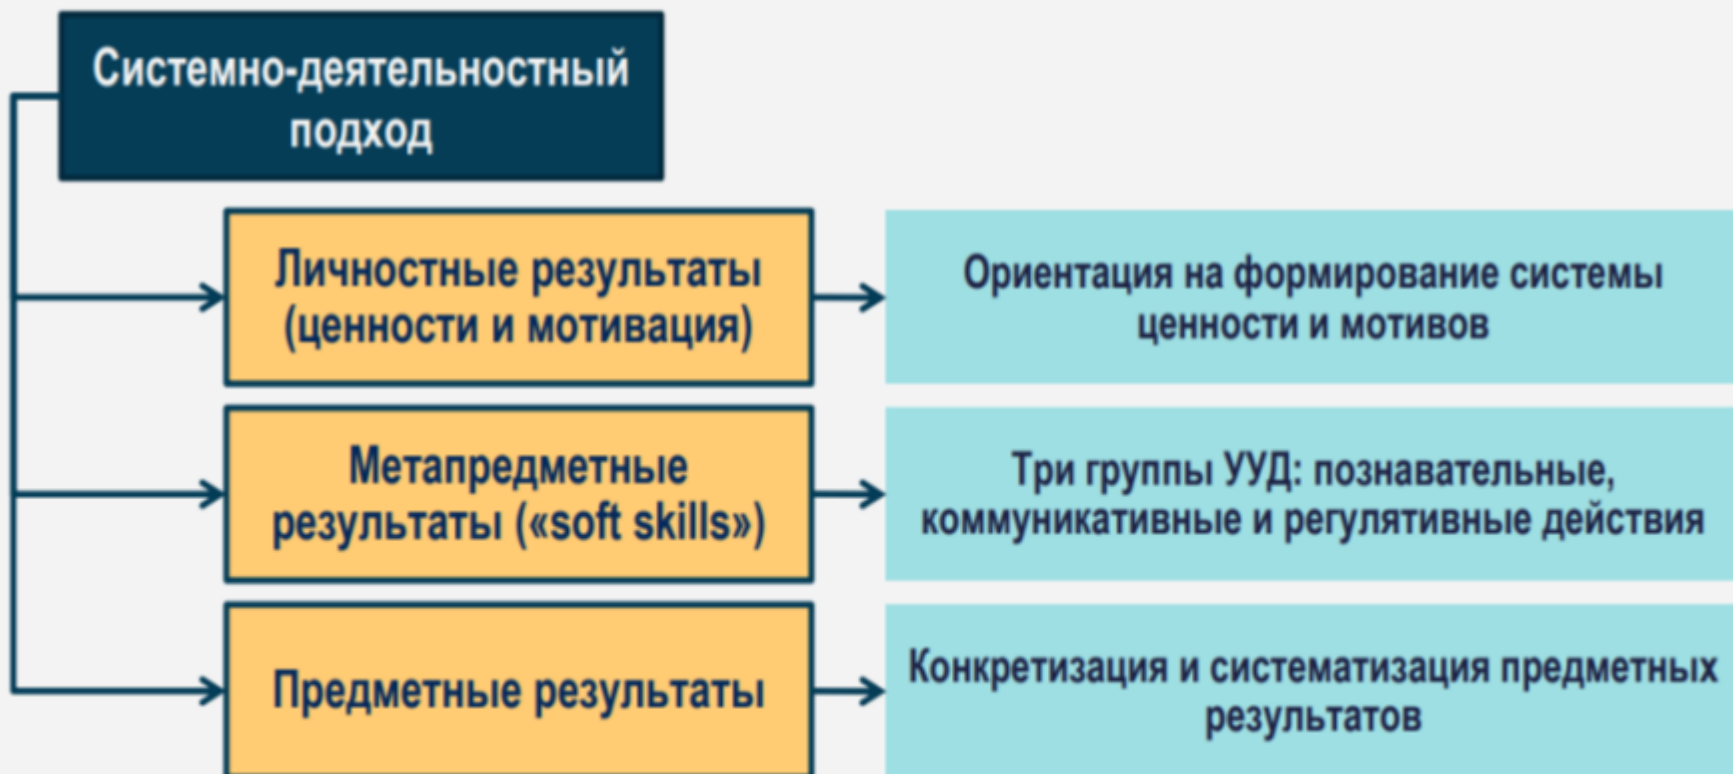 Системно-деятельностный
подход
Личностные результаты
(ценности и мотивация)
Ориентация на формирование системы
ценности и мотивов
Метапредметные
результаты («soft skills»)
Три группы УУД: познавательные,
коммуникативные и регулятивные действия
Предметные результаты
Конкретизация и систематизация предметных
результатов